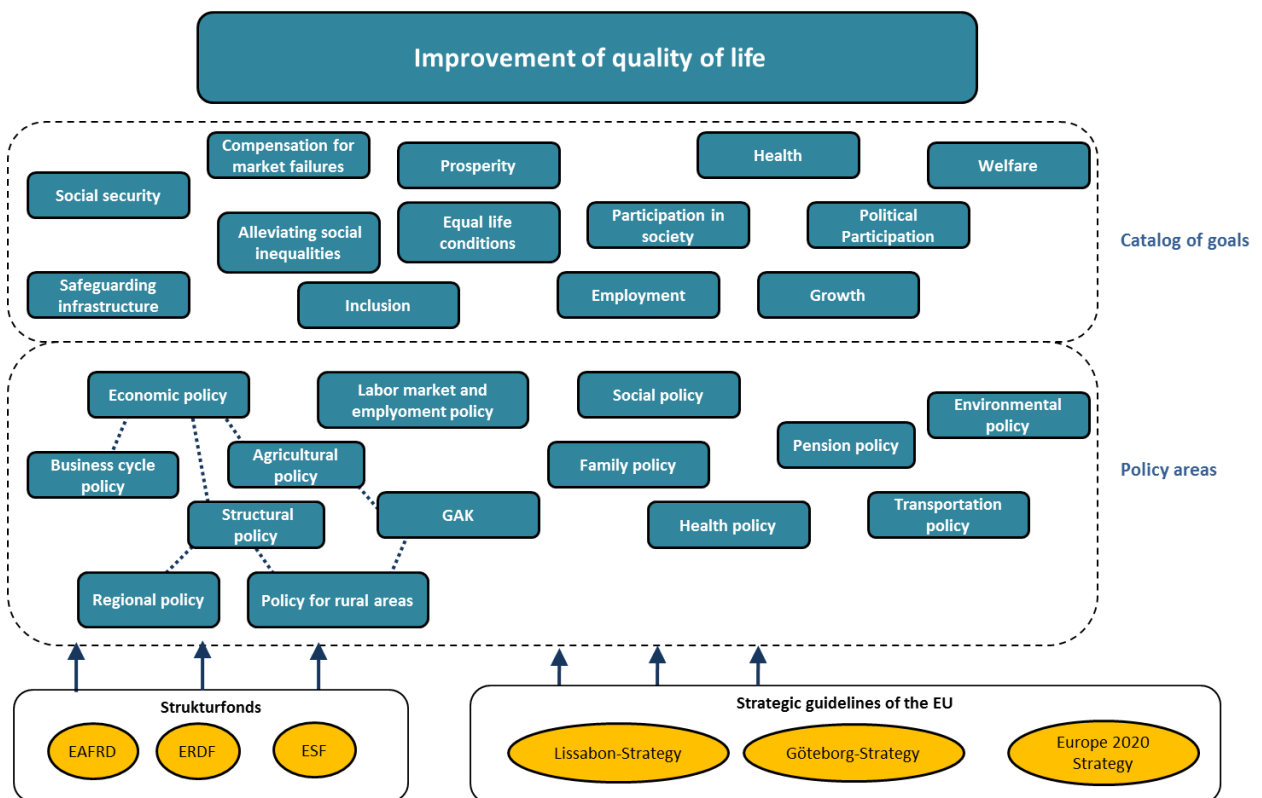 Improvement of quality of life
Compensation for
market failures
Prosperity
Health
Welfare
Social security
Alleviating social
inequalities
Equal life
conditions
Participation in
society
Political
Participation
Catalog of goals
Safeguarding
infrastructure
Inclusion
Employment
Growth
Economic policy
Labor market and
emplyoment policy
Social policy
Environmental
policy
Business cycle
policy
Agricultural
policy
Family policy
Pension policy
Policy areas
Structural
policy
GAK
Health policy
Transportation
policy
Regional policy
Policy for rural areas
Strukturfonds
EAFRD
ERDF
ESF
Strategic guidelines of the EU
Lissabon-Strategy
Göteborg-Strategy
Europe 2020
Strategy